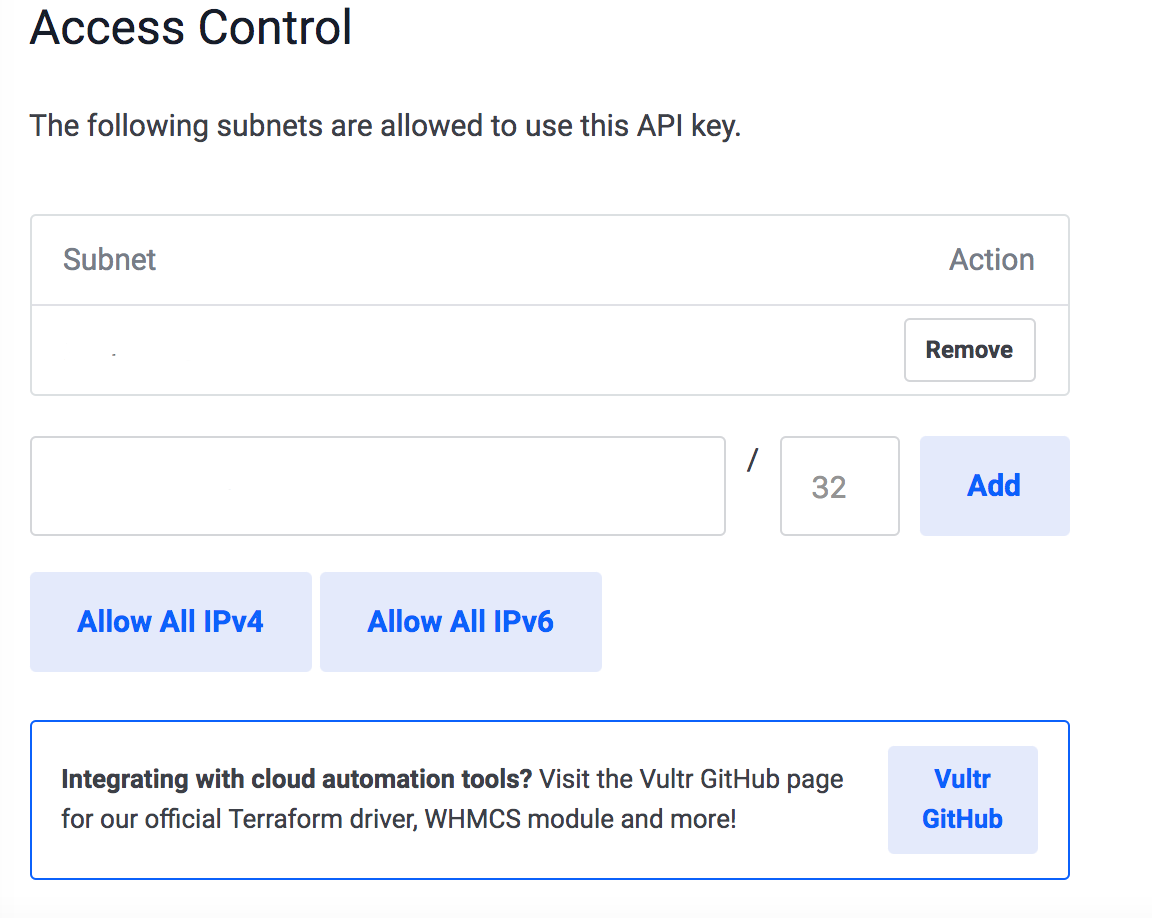 Access Control
The following subnets are allowed to use this API key.
Subnet Action
Remove
/ 32 Add
Allow All IPv4 Allow All IPv6
Integrating with cloud automation tools? Visit the Vultr GitHub page
for our official Terraform driver, WHMCS module and more!
Vultr
GitHub